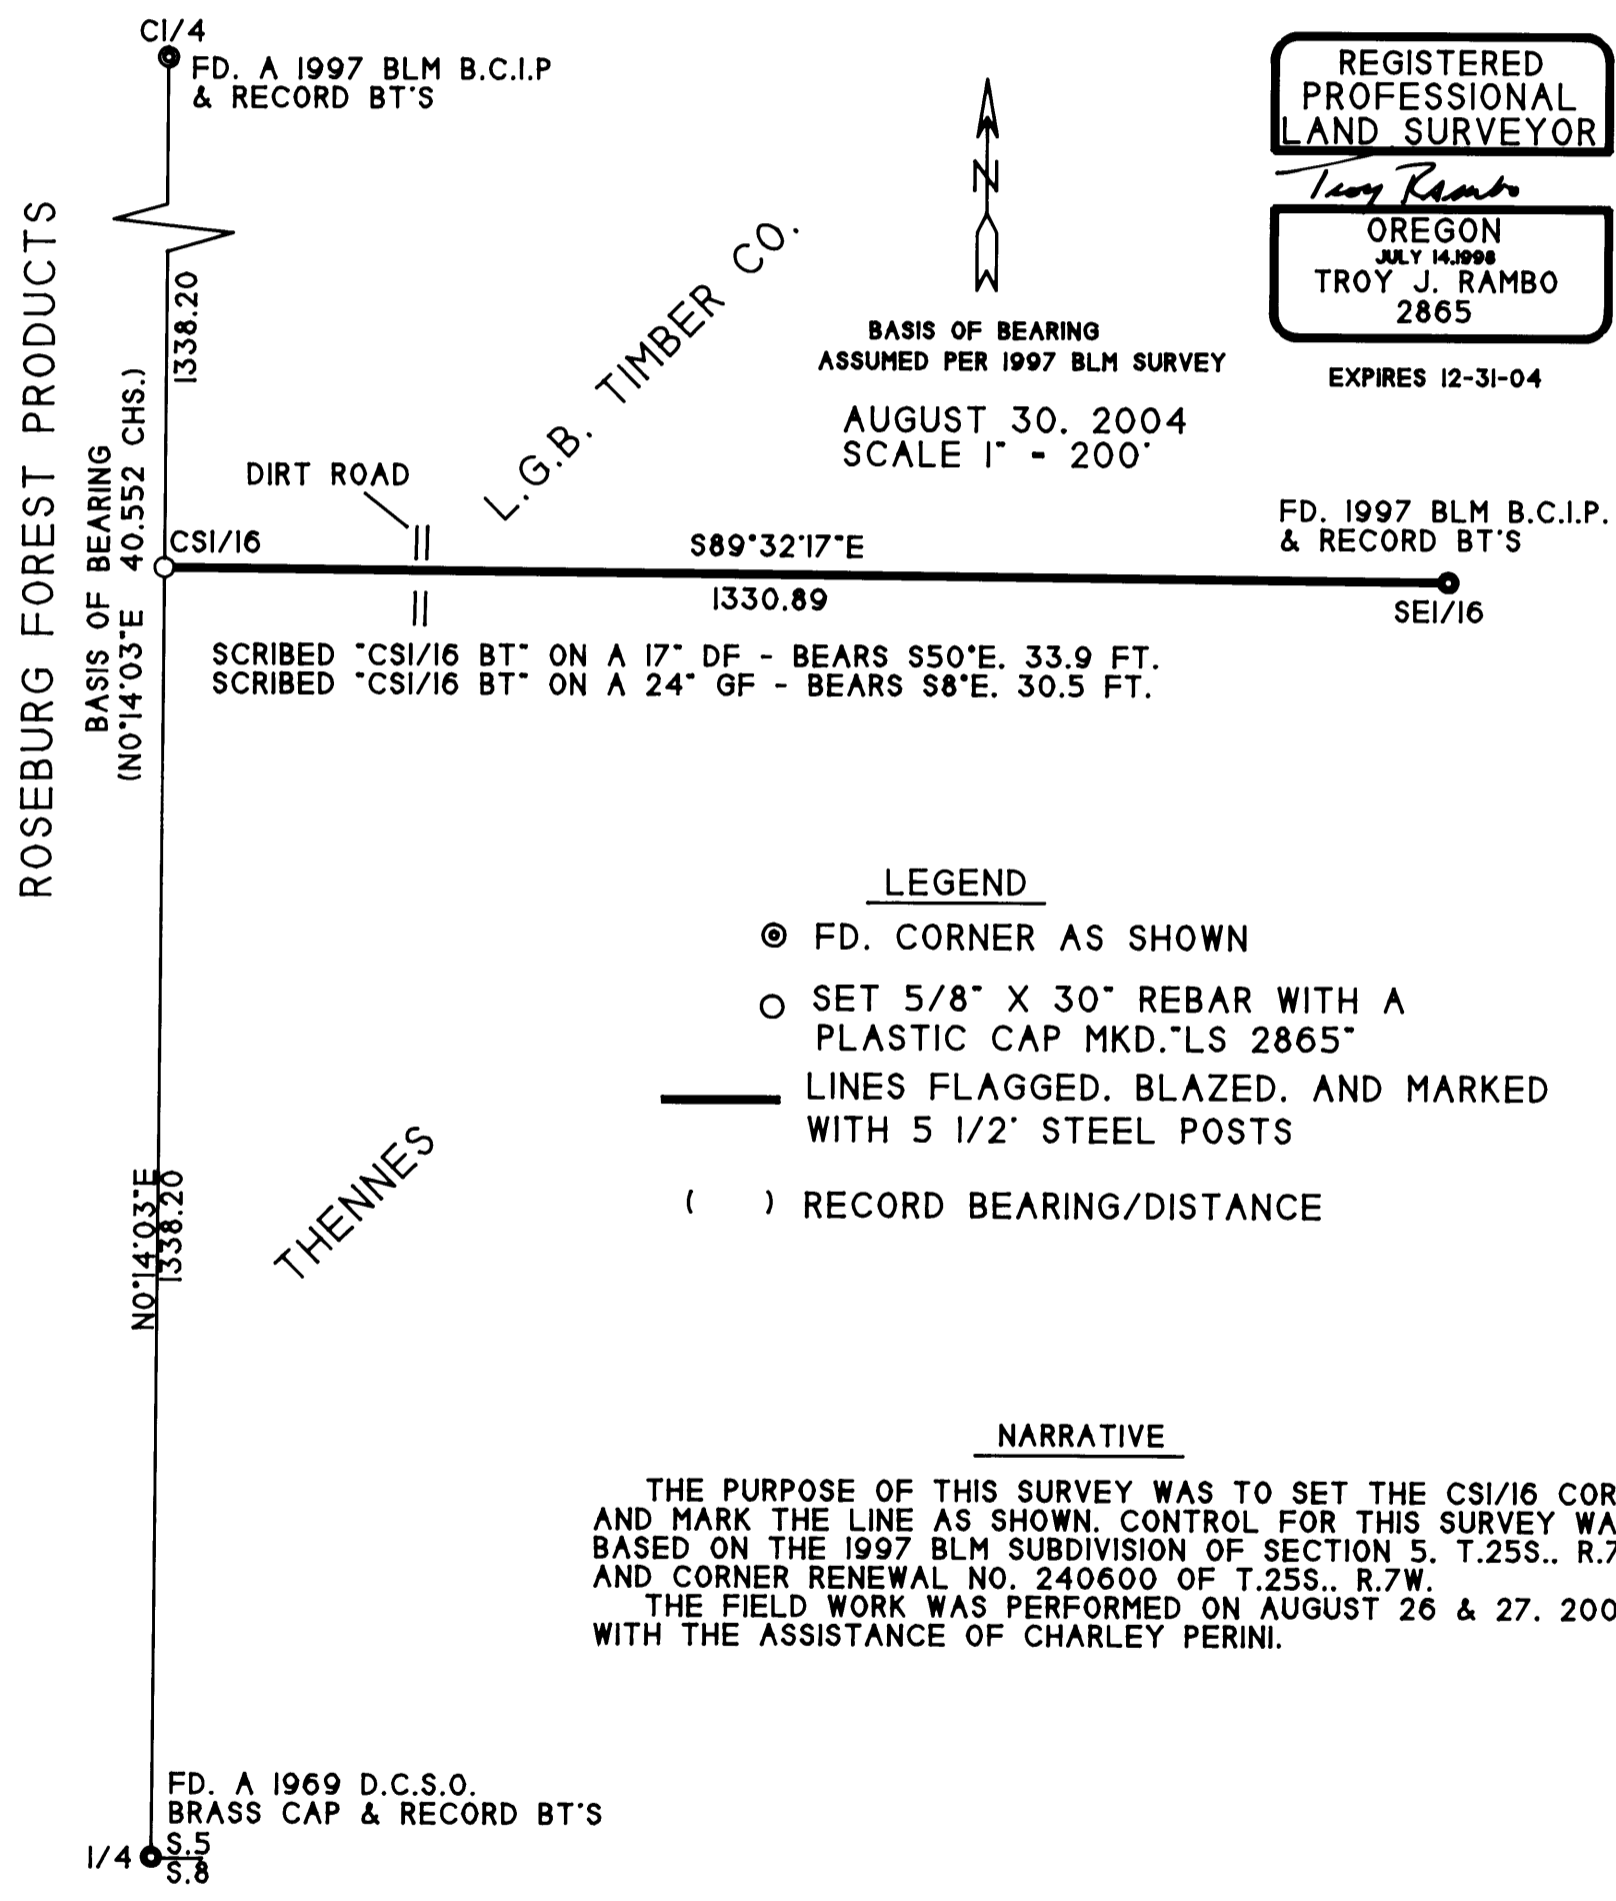 C1/4
FD. A 1997 BLM B.C.I.P
& RECORD BT'S
REGISTERED
PROFESSIONAL
LAND SURVEYOR
Troy Rambo
OREGON
JULY 14.1998
TROY J. RAMBO
2865
EXPIRES 12-31-04
N
BASIS OF BEARING
ASSUMED PER 1997 BLM SURVEY
AUGUST 30. 2004
SCALE 1" - 200'
ROSEBURG FOREST PRODUCTS
BASIS OF BEARING
(N0°14'03"E 40.552 CHS.)
1338.20
L.G.B. TIMBER CO.
DIRT ROAD
CS1/16
S89°32'17"E
1330.89
FD. 1997 BLM B.C.I.P.
& RECORD BT'S
SE1/16
SCRIBED "CS1/16 BT" ON A 17" DF - BEARS S50°E. 33.9 FT.
SCRIBED "CS1/16 BT" ON A 24" GF - BEARS S8°E. 30.5 FT.
LEGEND
FD. CORNER AS SHOWN
SET 5/8" X 30" REBAR WITH A
PLASTIC CAP MKD."LS 2865"
LINES FLAGGED. BLAZED. AND MARKED
WITH 5 1/2' STEEL POSTS
( ) RECORD BEARING/DISTANCE
N0°14'03"E
1338.20
THENNES
NARRATIVE
THE PURPOSE OF THIS SURVEY WAS TO SET THE CS1/16 COR
AND MARK THE LINE AS SHOWN. CONTROL FOR THIS SURVEY WA
BASED ON THE 1997 BLM SUBDIVISION OF SECTION 5. T.25S.. R.7
AND CORNER RENEWAL NO. 240600 OF T.25S.. R.7W.
THE FIELD WORK WAS PERFORMED ON AUGUST 26 & 27. 200
WITH THE ASSISTANCE OF CHARLEY PERINI.
FD. A 1969 D.C.S.O.
BRASS CAP & RECORD BT'S
1/4
S.5
S.8